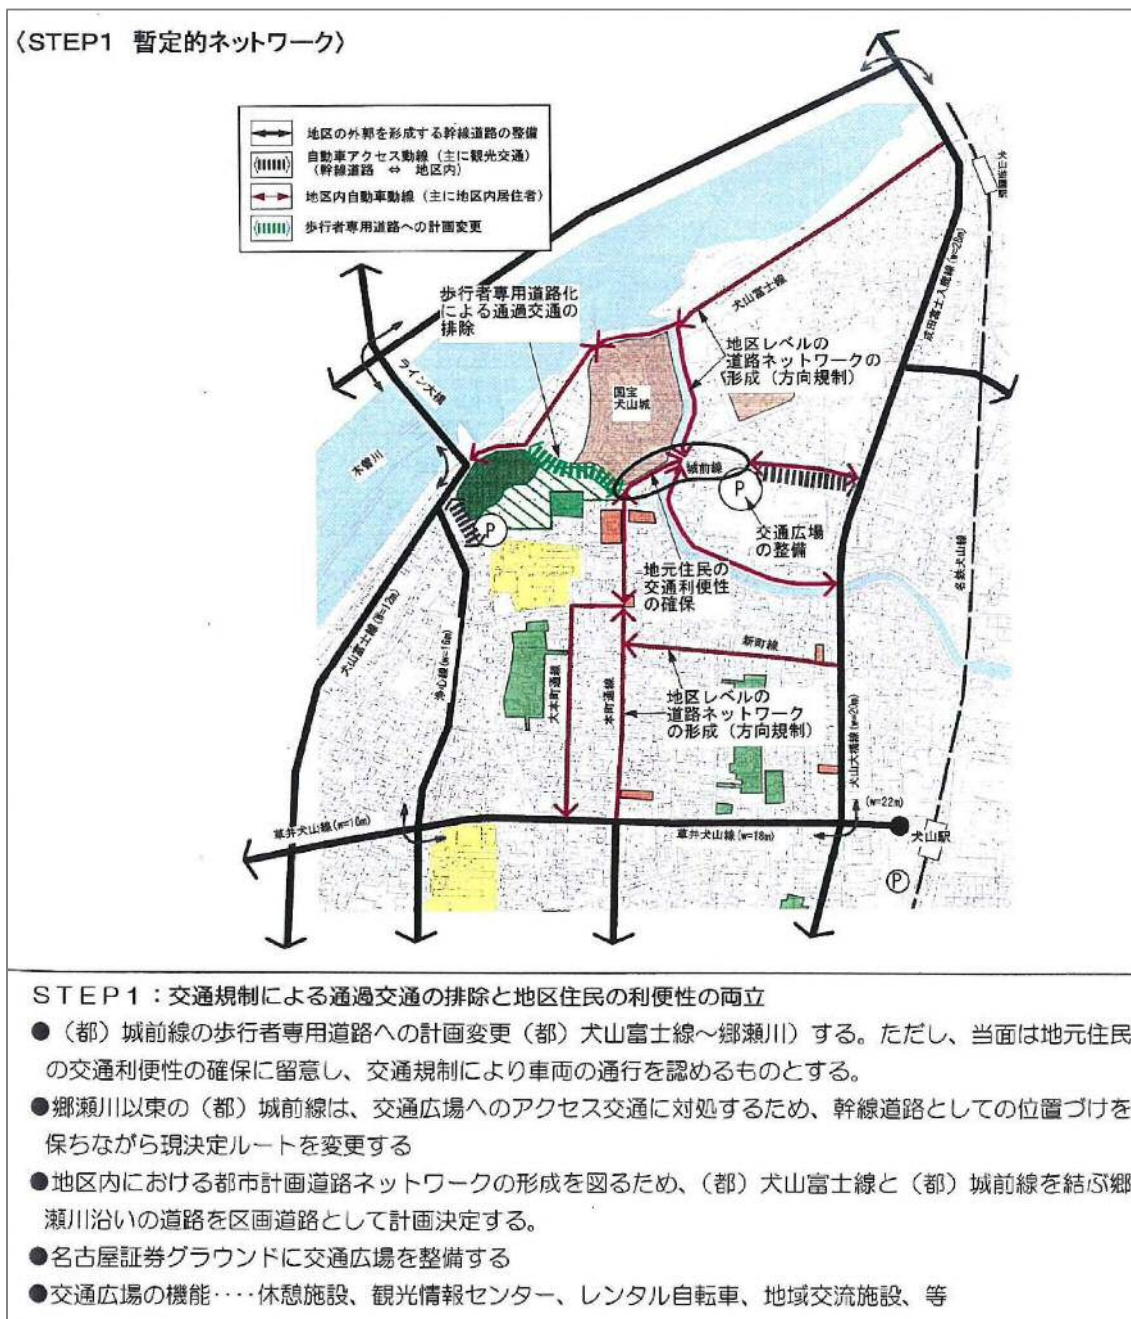 〈STEP1 暫定的ネットワーク〉
地区の外郭を形成する幹線道路の整備
自動車アクセス動線（主に観光交通）
（幹線道路 ⇔ 地区内）
地区内自動車動線（主に地区内居住者）
歩行者専用道路への計画変更
犬山遊園駅
成田富士入鹿線(w=26m)
犬山富士線
歩行者専用道路化
による通過交通の
排除
地区レベルの
道路ネットワークの
形成（方向規制）
ライン大橋
国宝
犬山城
木曽川
城前線
P
P
交通広場
の整備
地元住民の
交通利便性
の確保
名鉄犬山線
犬山富士線(w=12m)
浄心線(w=16m)
新町線
大本町通線
本町通線
地区レベルの
道路ネットワーク
の形成（方向規制）
犬山大橋線(w=20m)
(w=22m)
草井犬山線(w=16m)
草井犬山線(w=18m)
犬山駅
P
STEP1：交通規制による通過交通の排除と地区住民の利便性の両立
●（都）城前線の歩行者専用道路への計画変更（都）犬山富士線～郷瀬川）する。ただし、当面は地元住民
の交通利便性の確保に留意し、交通規制により車両の通行を認めるものとする。
●郷瀬川以東の（都）城前線は、交通広場へのアクセス交通に対処するため、幹線道路としての位置づけを
保ちながら現決定ルートを変更する
●地区内における都市計画道路ネットワークの形成を図るため、（都）犬山富士線と（都）城前線を結ぶ郷
瀬川沿いの道路を区画道路として計画決定する。
●名古屋証券グラウンドに交通広場を整備する
●交通広場の機能‥‥休憩施設、観光情報センター、レンタル自転車、地域交流施設、等